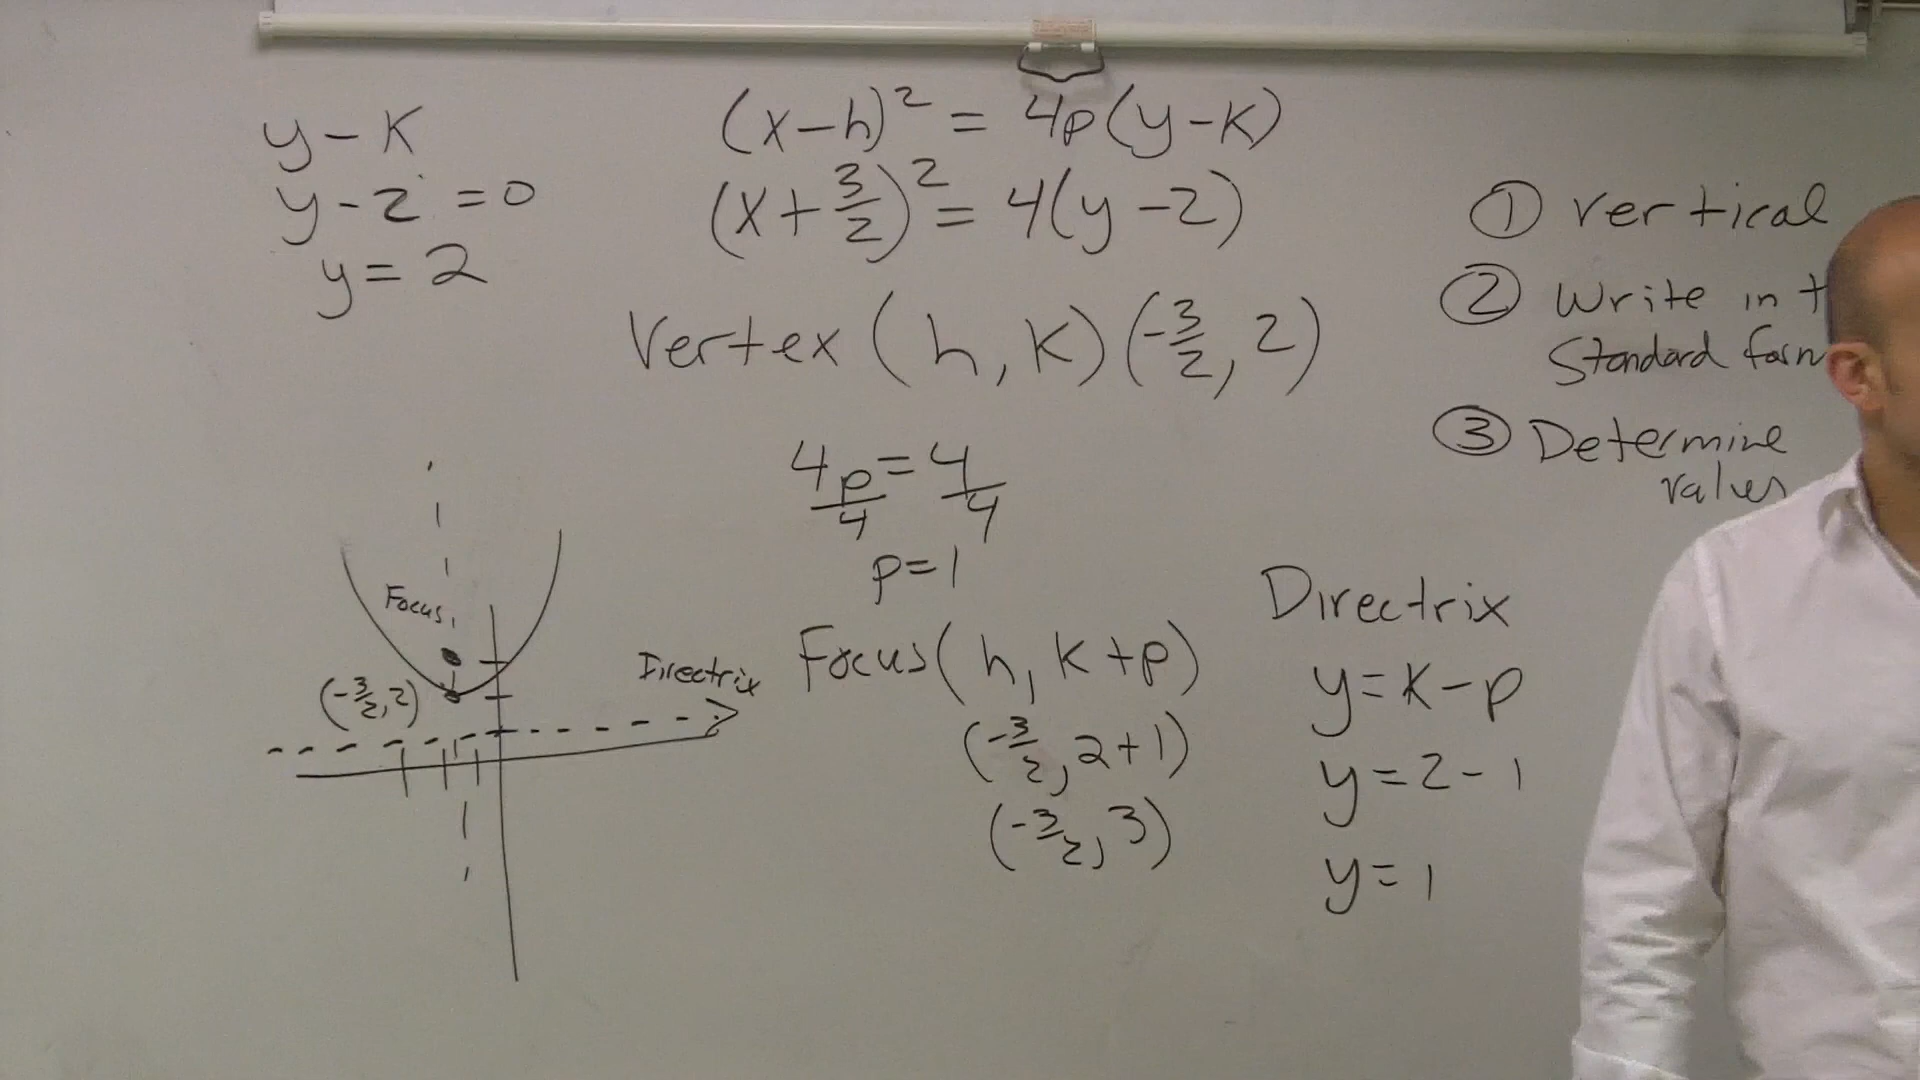 y - K
y - 2 = 0
y = 2
(x-h)² = 4p(y-k)
(x + 3/2)² = 4(y-2)
Vertex (h, K) (-3/2, 2)
4p/4 = 4/4
p = 1
Focus (h, k+p)
(-3/2, 2+1)
(-3/2, 3)
Directrix
y = k - p
y = 2 - 1
y = 1
① vertical
② Write in t
Standard form
③ Determine
values
Focus
(-3/2, 2)
Directrix